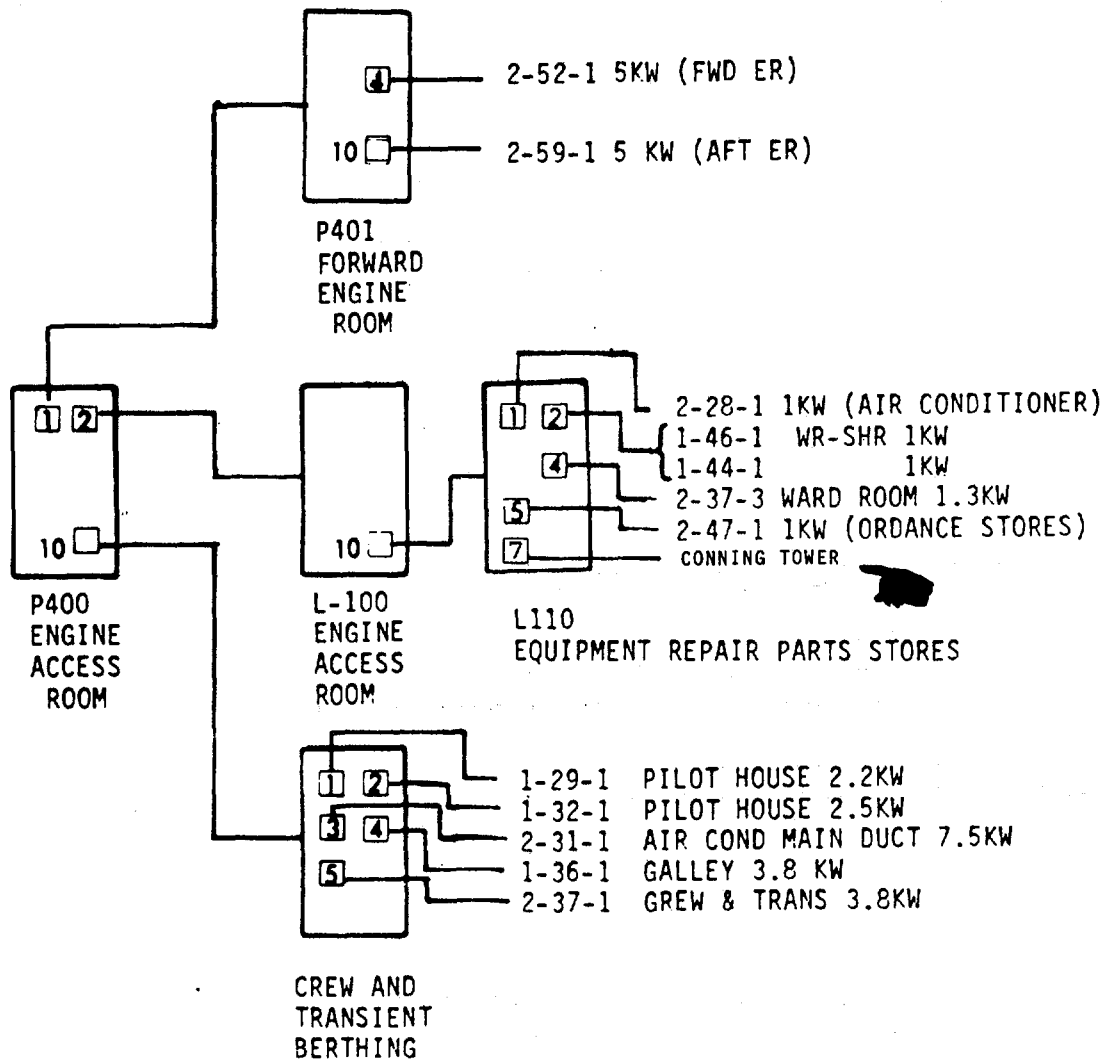 4
2-52-1 5KW (FWD ER)
10
2-59-1 5 KW (AFT ER)
P401
FORWARD
ENGINE
ROOM
1 2
10
P400
ENGINE
ACCESS
ROOM
10
L-100
ENGINE
ACCESS
ROOM
1 2
4
5
7
L110
EQUIPMENT REPAIR PARTS STORES
2-28-1 1KW (AIR CONDITIONER)
1-46-1 WR-SHR 1KW
1-44-1 1KW
2-37-3 WARD ROOM 1.3KW
2-47-1 1KW (ORDANCE STORES)
CONNING TOWER
1 2
3 4
5
1-29-1 PILOT HOUSE 2.2KW
1-32-1 PILOT HOUSE 2.5KW
2-31-1 AIR COND MAIN DUCT 7.5KW
1-36-1 GALLEY 3.8 KW
2-37-1 GREW & TRANS 3.8KW
CREW AND
TRANSIENT
BERTHING